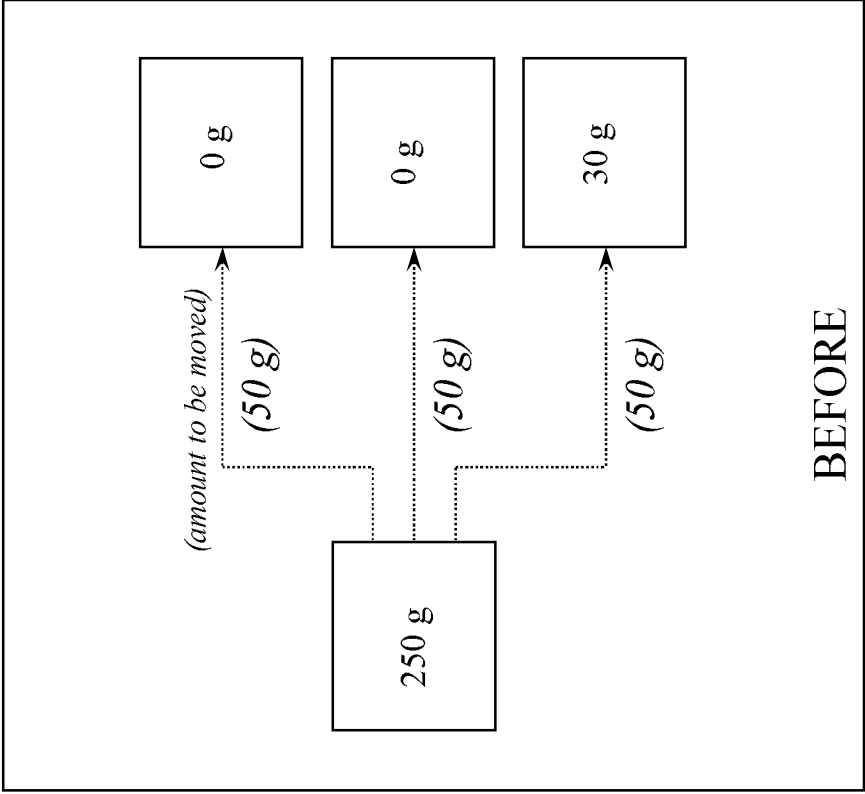 (amount to be moved)
0 g
(50 g)
250 g
0 g
(50 g)
30 g
(50 g)
BEFORE